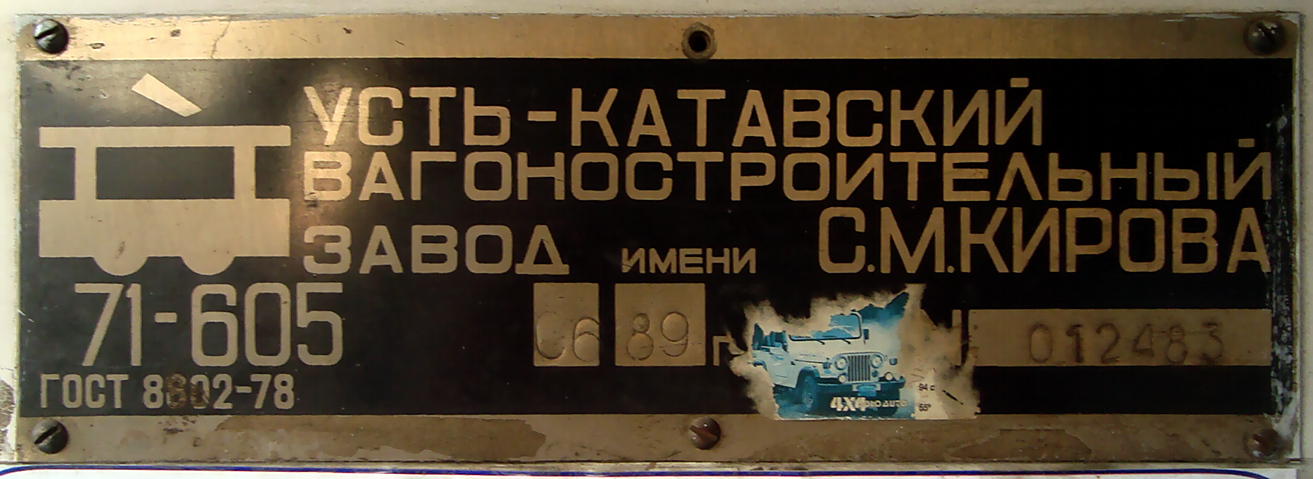 УСТЬ-КАТАВСКИЙ
ВАГОНОСТРОИТЕЛЬНЫЙ
ЗАВОД ИМЕНИ С.М.КИРОВА
71-605
06 89 г. 012483
ГОСТ 8802-78
4X4